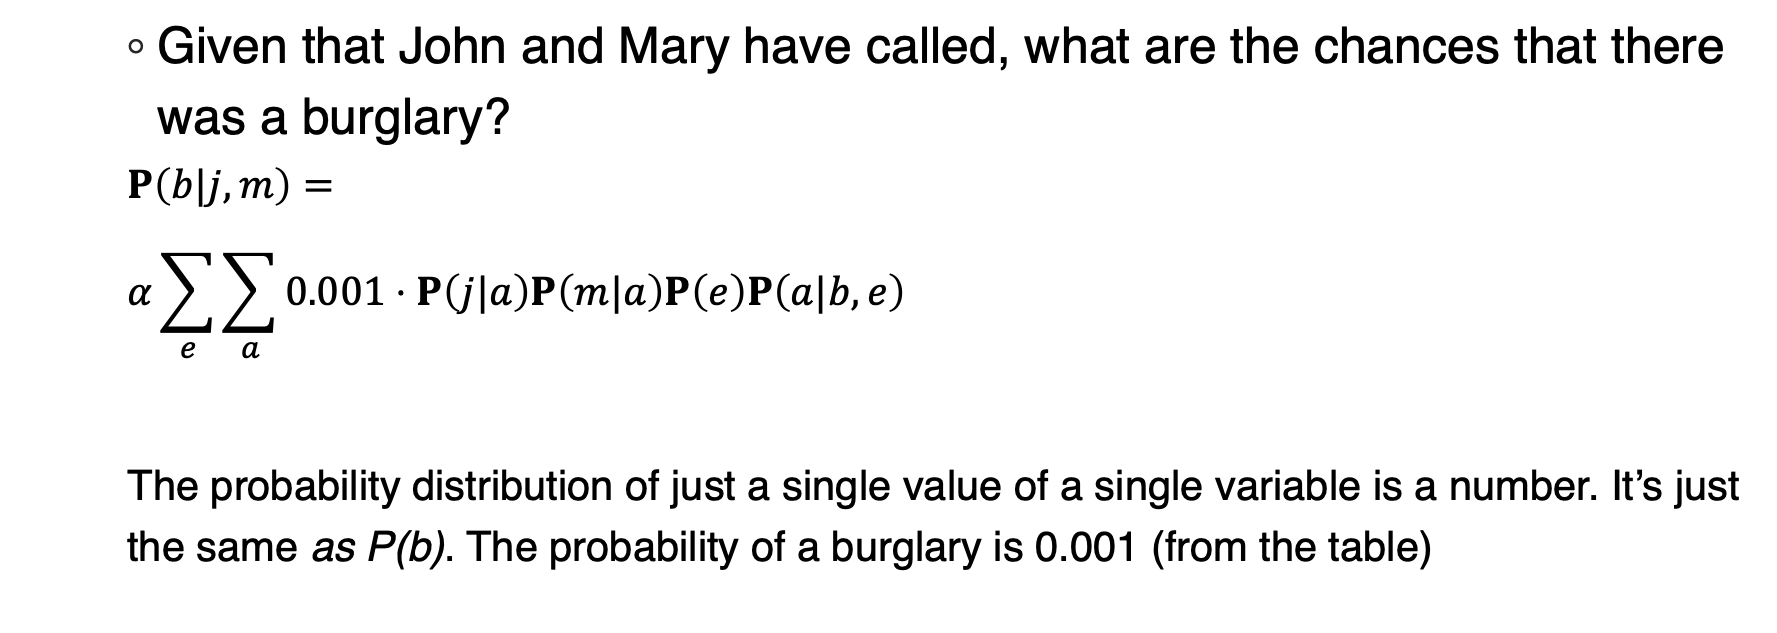 ◦ Given that John and Mary have called, what are the chances that there
was a burglary?
𝐏(b|j, m) =
α ∑ₑ ∑ₐ 0.001 · 𝐏(j|a)𝐏(m|a)𝐏(e)𝐏(a|b, e)
The probability distribution of just a single value of a single variable is a number. It’s just
the same as P(b). The probability of a burglary is 0.001 (from the table)